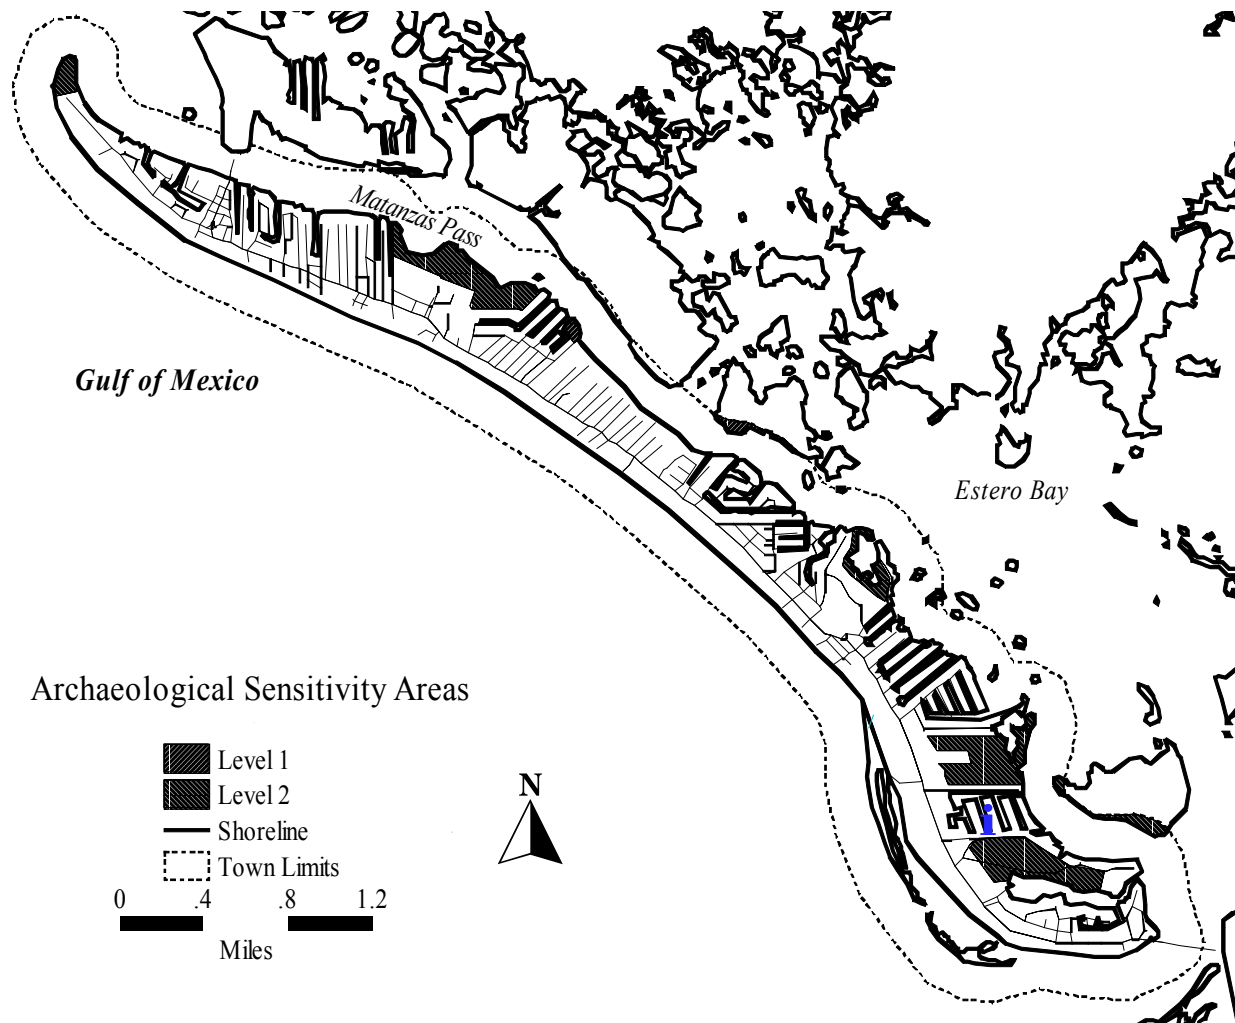 Matanzas Pass
Gulf of Mexico
Estero Bay
Archaeological Sensitivity Areas
Level 1
Level 2
Shoreline
Town Limits
0 .4 .8 1.2
Miles
N
i